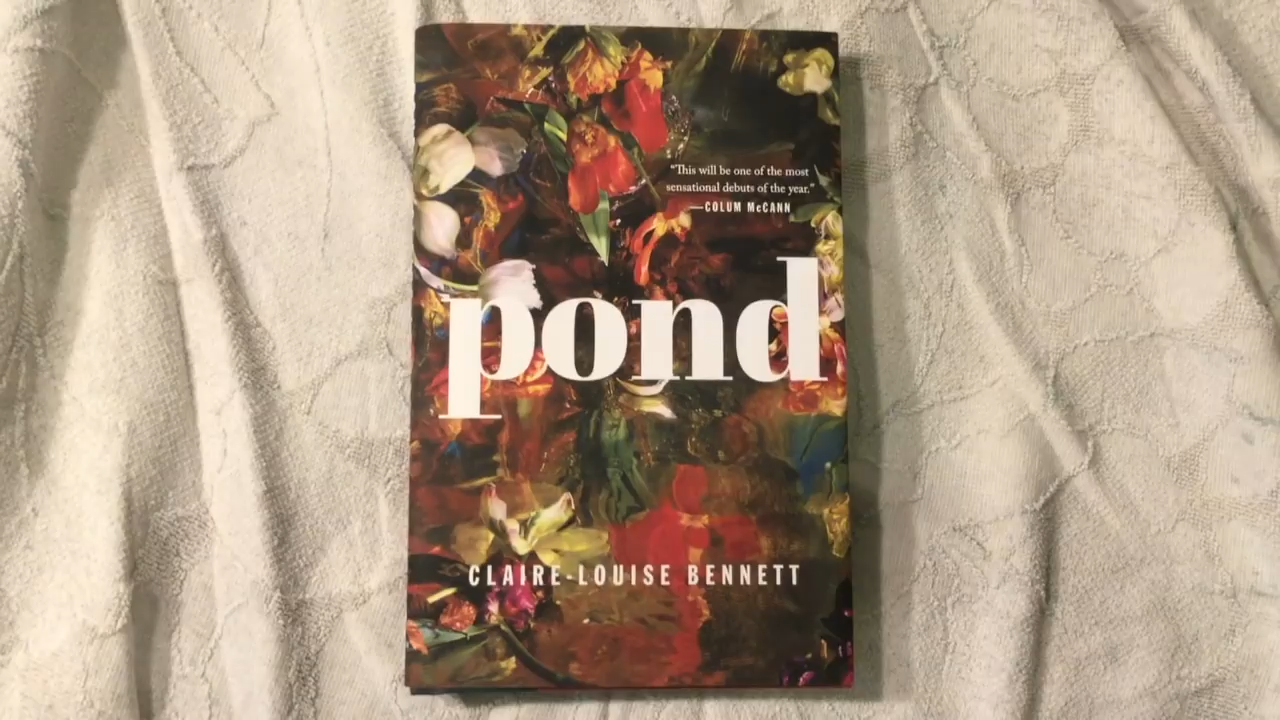 “This will be one of the most
sensational debuts of the year.”
—COLUM McCANN
pond
CLAIRE-LOUISE BENNETT